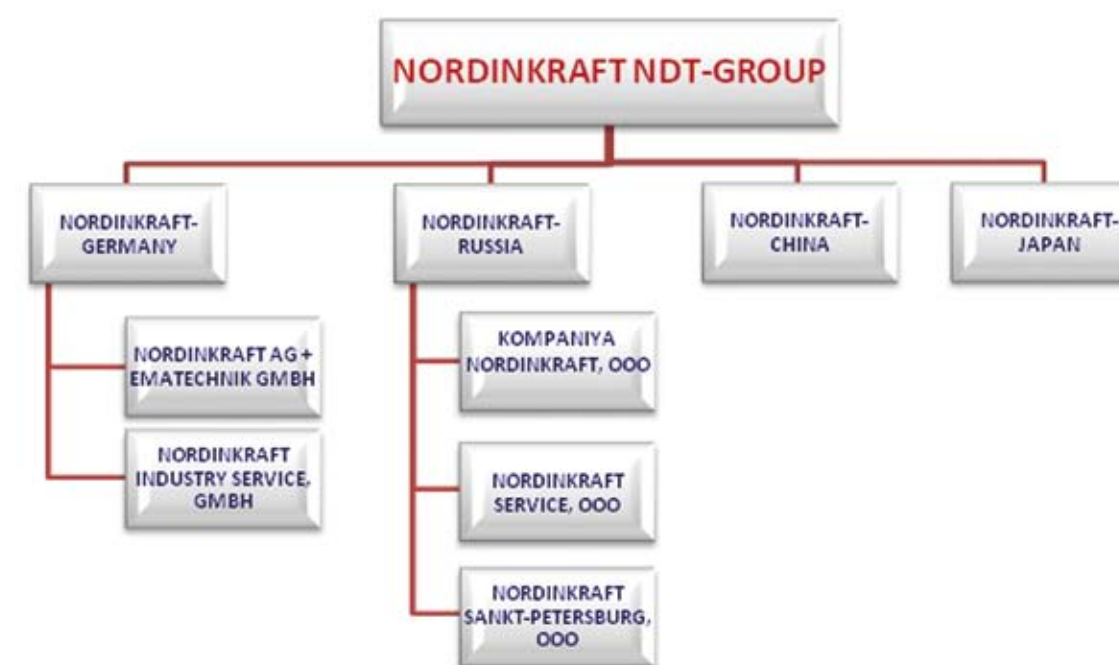 NORDINKRAFT NDT-GROUP
NORDINKRAFT-
GERMANY
NORDINKRAFT-
RUSSIA
NORDINKRAFT-
CHINA
NORDINKRAFT-
JAPAN
NORDINKRAFT AG +
EMATECHNIK GMBH
NORDINKRAFT
INDUSTRY SERVICE,
GMBH
KOMPANIYA
NORDINKRAFT, OOO
NORDINKRAFT
SERVICE, OOO
NORDINKRAFT
SANKT-PETERSBURG,
OOO